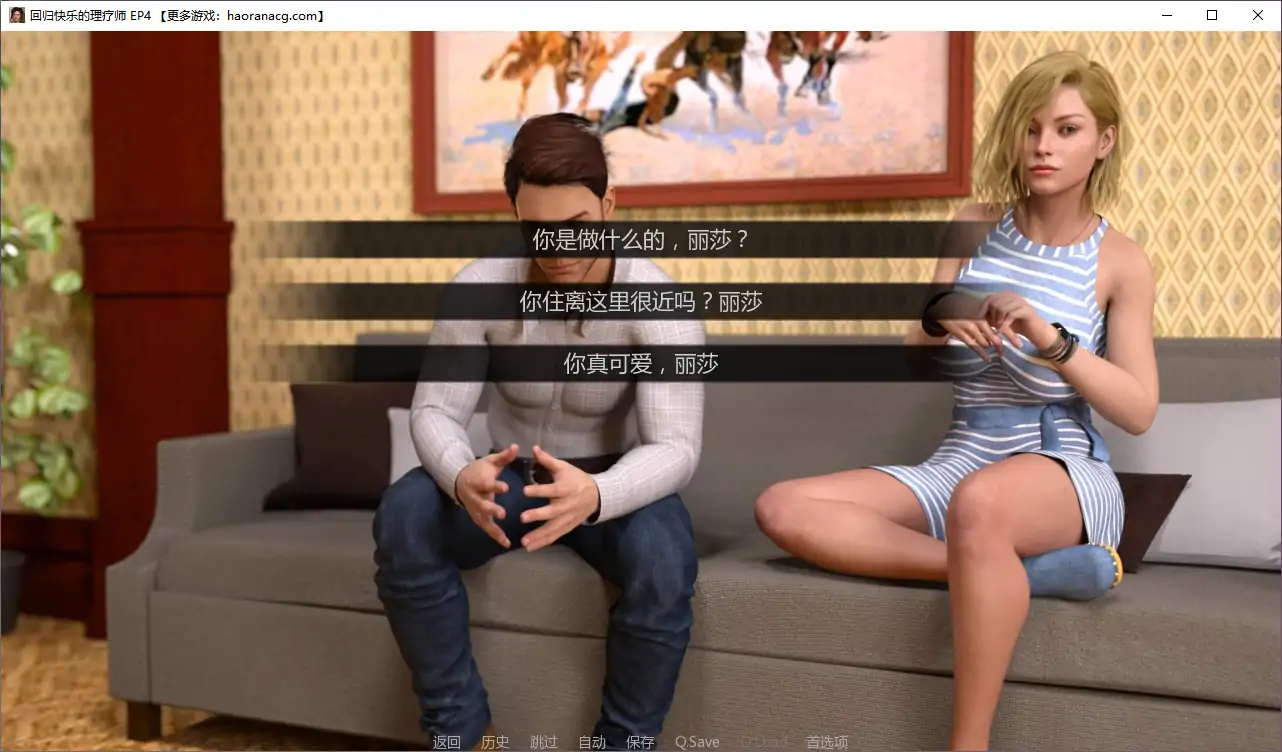 回归快乐的理疗师 EP4 【更多游戏：haoranacg.com】
你是做什么的，丽莎？
你住离这里很近吗？丽莎
你真可爱，丽莎
返回 历史 跳过 自动 保存 Q.Save Q.Load 首选项